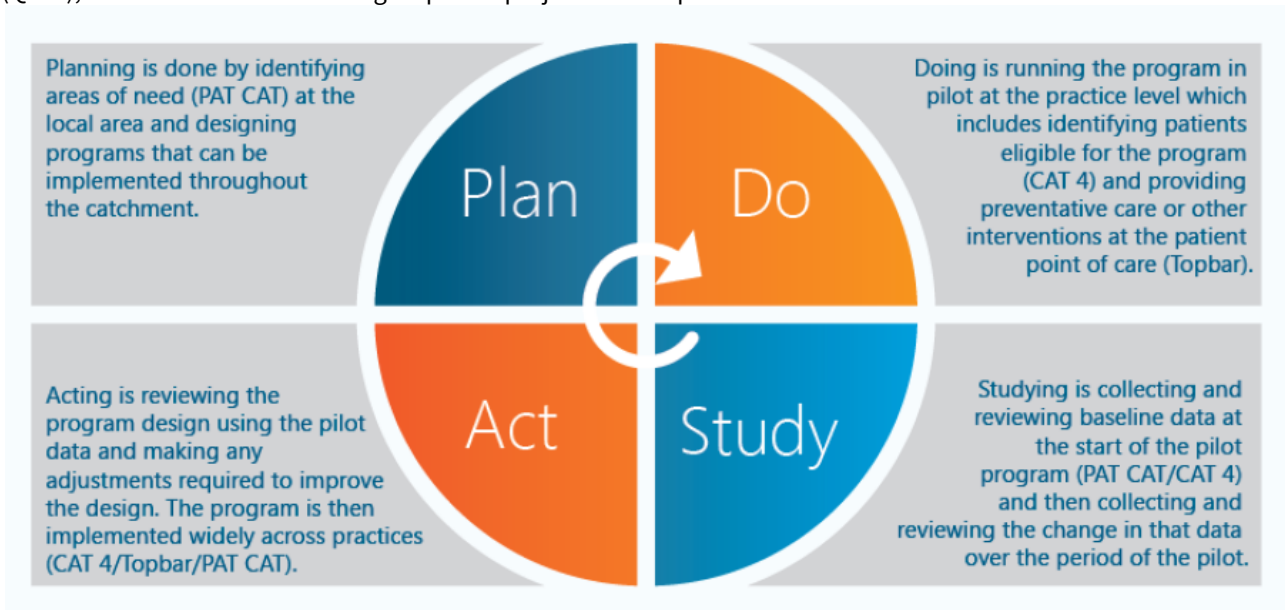 Planning is done by identifying
areas of need (PAT CAT) at the
local area and designing
programs that can be
implemented throughout
the catchment.
Plan
Do
Doing is running the program in
pilot at the practice level which
includes identifying patients
eligible for the program
(CAT 4) and providing
preventative care or other
interventions at the patient
point of care (Topbar).
Acting is reviewing the
program design using the pilot
data and making any
adjustments required to improve
the design. The program is then
implemented widely across practices
(CAT 4/Topbar/PAT CAT).
Act
Study
Studying is collecting and
reviewing baseline data at
the start of the pilot
program (PAT CAT/CAT 4)
and then collecting and
reviewing the change in that data
over the period of the pilot.